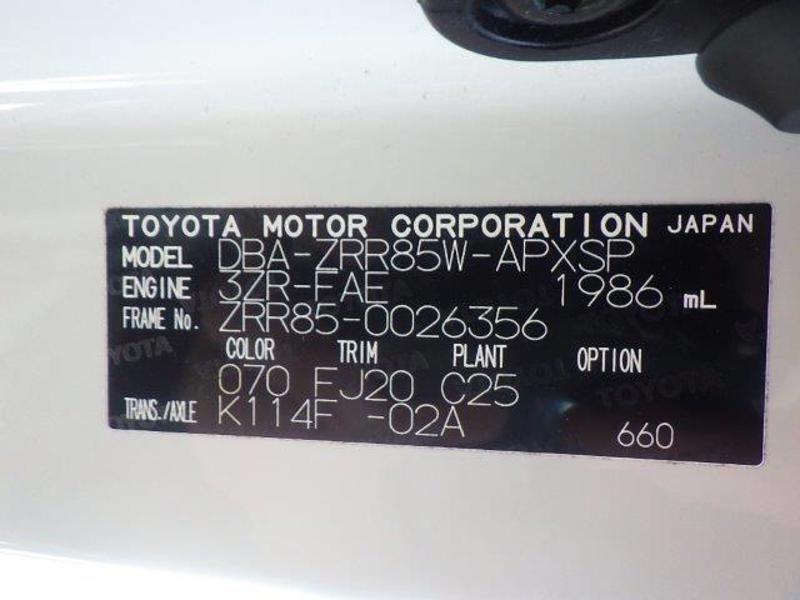 TOYOTA MOTOR CORPORATION JAPAN
MODEL DBA-ZRR85W-APXSP
ENGINE 3ZR-FAE 1986 mL
FRAME No. ZRR85-0026356
COLOR TRIM PLANT OPTION
070 FJ20 C25
TRANS./AXLE K114F -02A
660